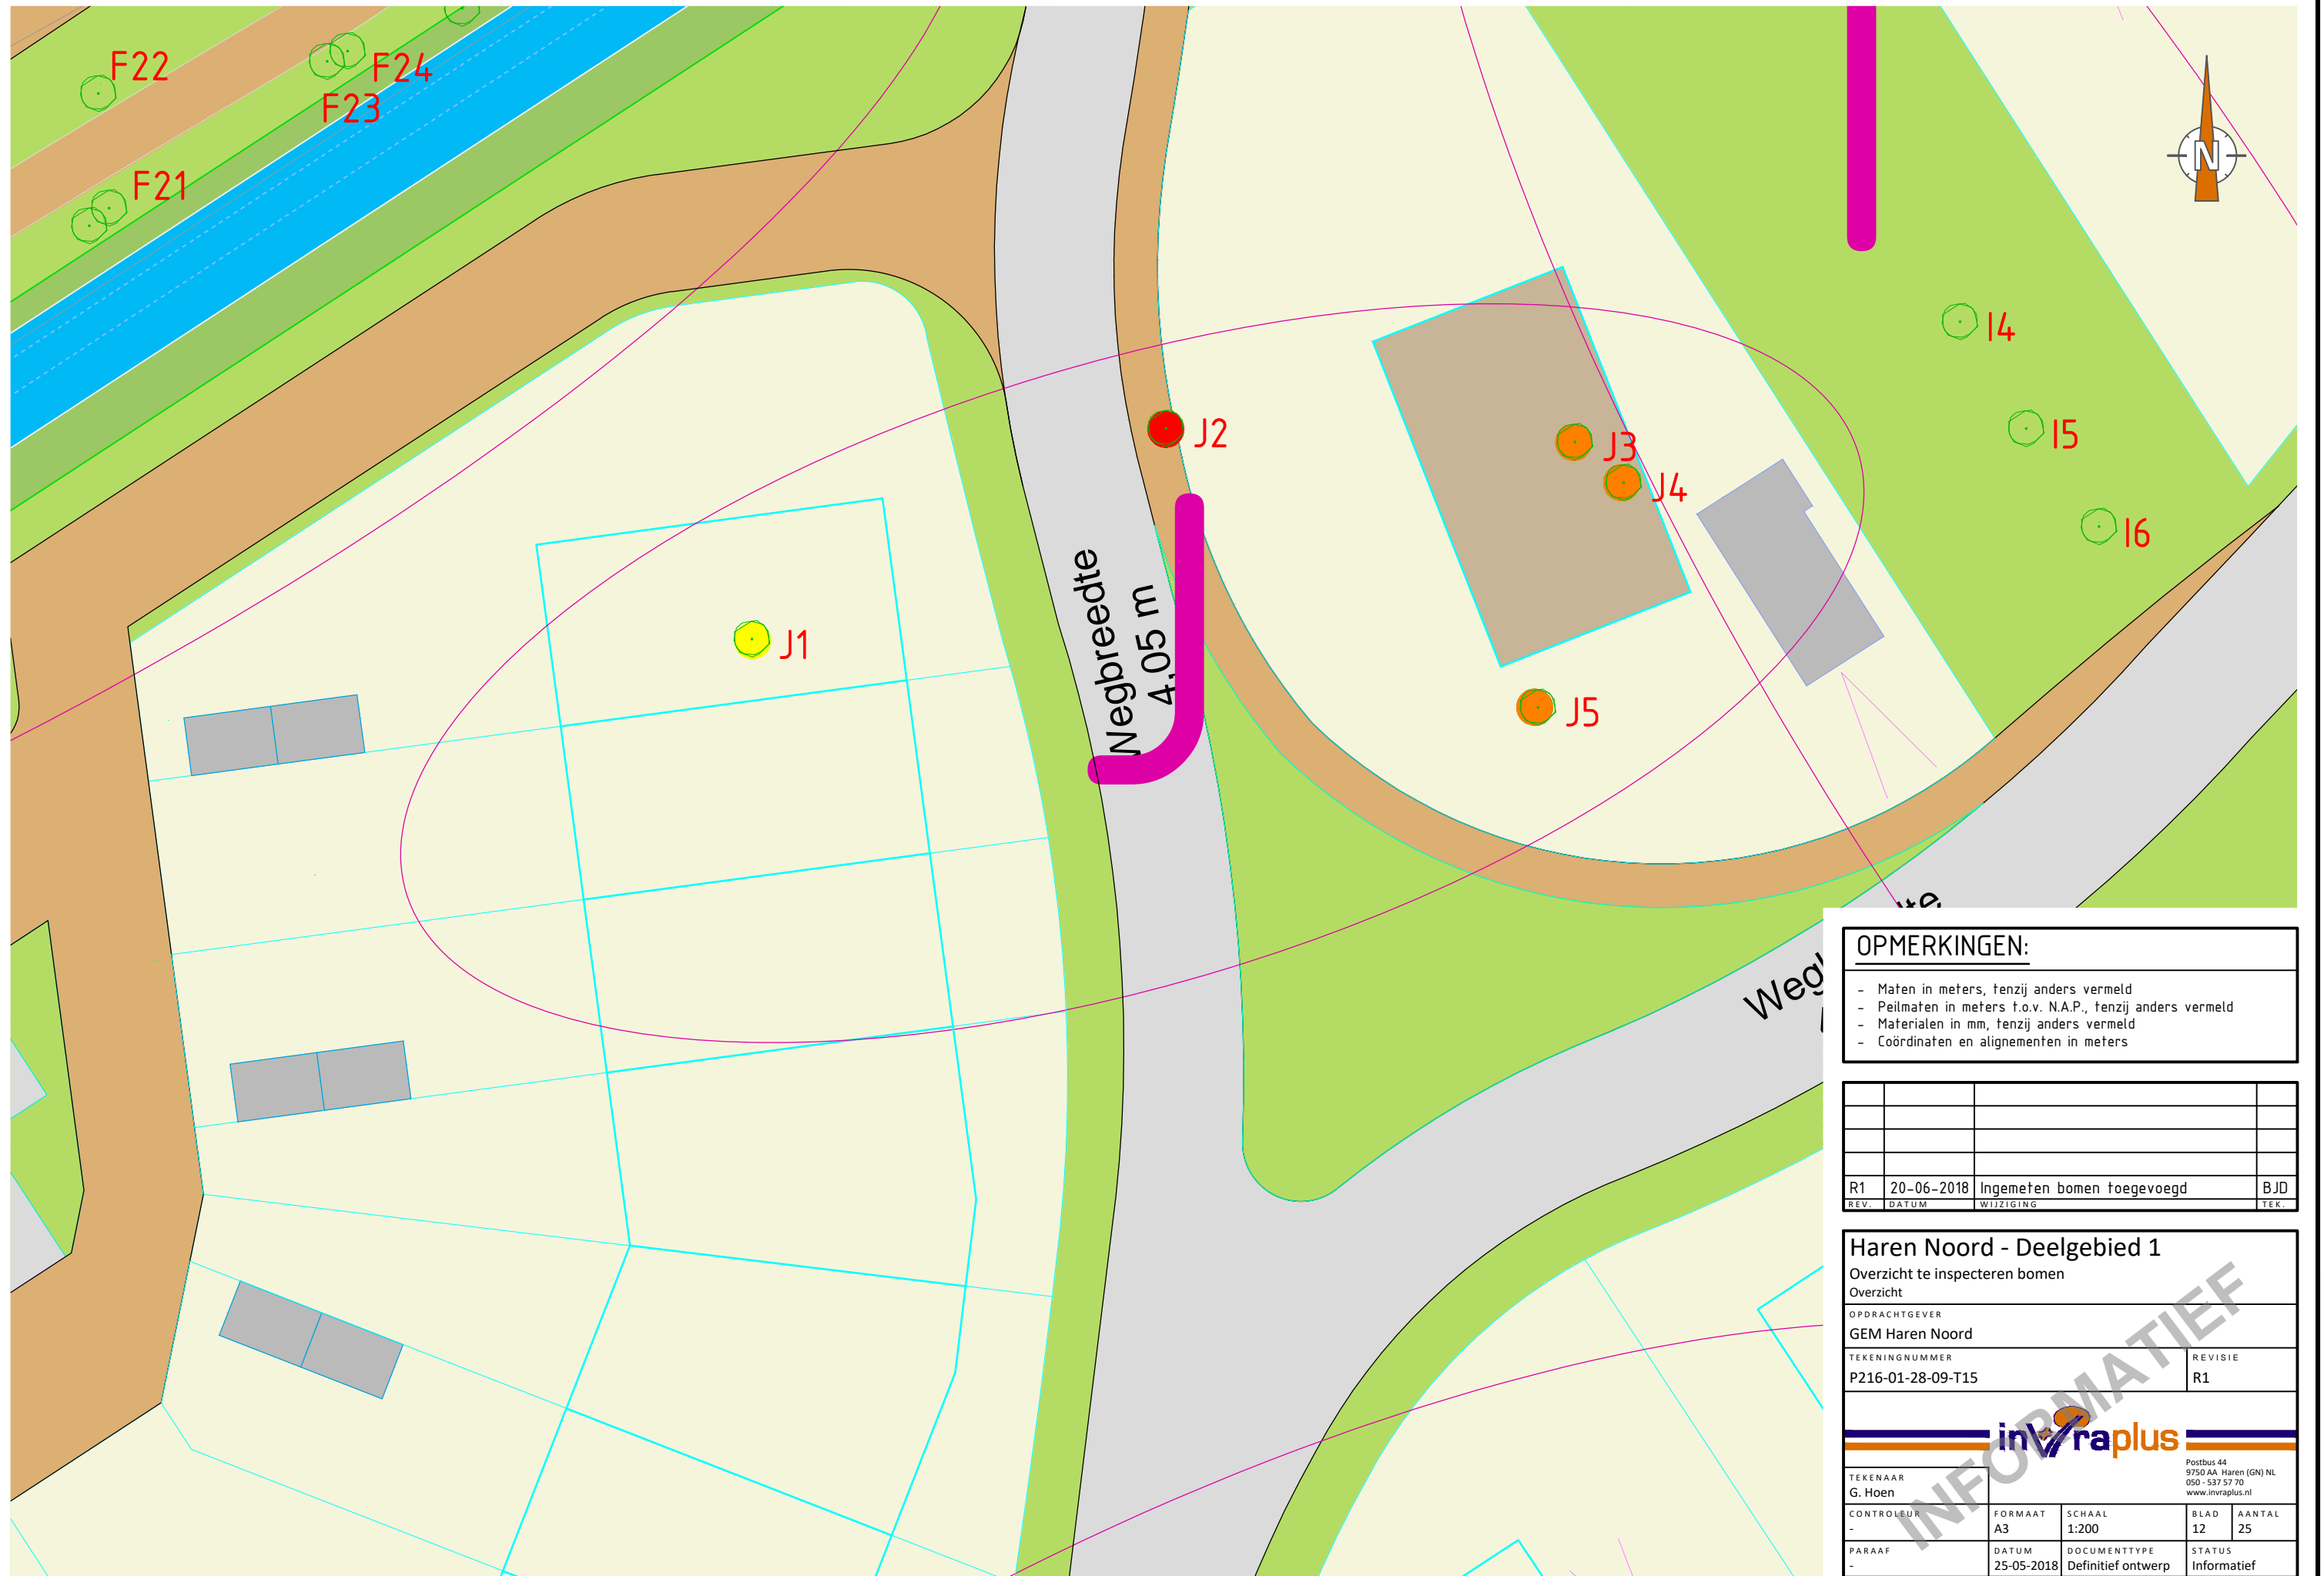 F22
F24
F23
F21
N
I4
J2
I5
J3
J4
I6
Wegbreedte
4,05 m
J1
J5
OPMERKINGEN:
- Maten in meters, tenzij anders vermeld
- Peilmaten in meters t.o.v. N.A.P., tenzij anders vermeld
- Materialen in mm, tenzij anders vermeld
- Coördinaten en alignementen in meters
R1 20-06-2018 Ingemeten bomen toegevoegd BJD
REV. DATUM WIJZIGING TEK.
Haren Noord - Deelgebied 1
Overzicht te inspecteren bomen
Overzicht
OPDRACHTGEVER
GEM Haren Noord
TEKENINGNUMMER REVISIE
P216-01-28-09-T15 R1
invraplus
Postbus 44
9750 AA Haren (GN) NL
050 - 537 57 70
www.invraplus.nl
TEKENAAR
G. Hoen
CONTROLEUR FORMAAT SCHAAL BLAD AANTAL
- A3 1:200 12 25
PARAAF DATUM DOCUMENTTYPE STATUS
- 25-05-2018 Definitief ontwerp Informatief
INFORMATIEF